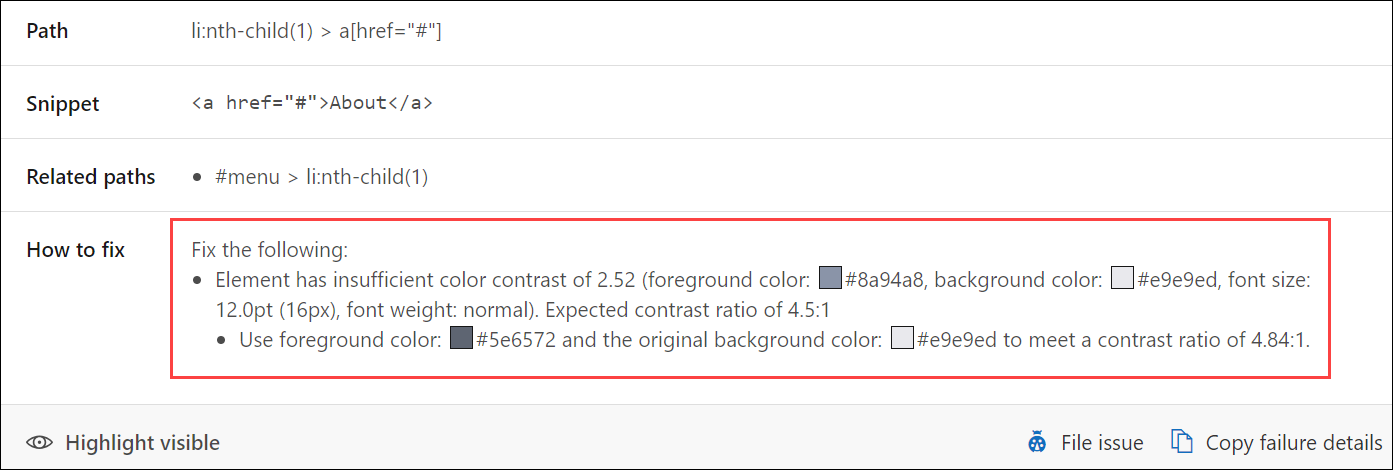 Path li:nth-child(1) > a[href="#"]
Snippet <a href="#">About</a>
Related paths • #menu > li:nth-child(1)
How to fix Fix the following:
• Element has insufficient color contrast of 2.52 (foreground color: #8a94a8, background color: #e9e9ed, font size:
12.0pt (16px), font weight: normal). Expected contrast ratio of 4.5:1
• Use foreground color: #5e6572 and the original background color: #e9e9ed to meet a contrast ratio of 4.84:1.
Highlight visible File issue Copy failure details